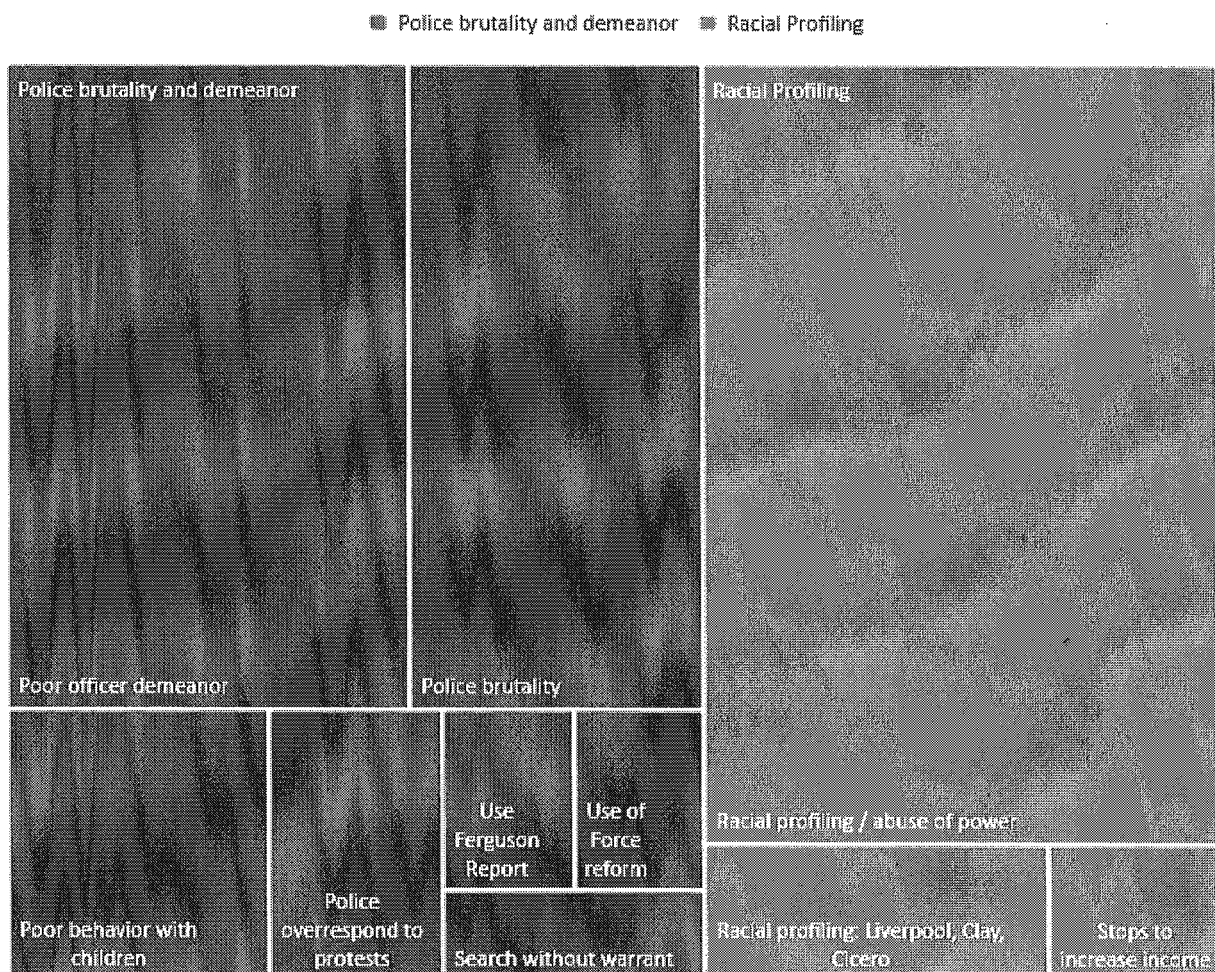 Police brutality and demeanor Racial Profiling
Police brutality and demeanor
Racial Profiling
Poor officer demeanor
Police brutality
Racial profiling / abuse of power
Poor behavior with
children
Police
overrespond to
protests
Use
Ferguson
Report
Use of
Force
reform
Search without warrant
Racial profiling: Liverpool, Clay,
Cicero
Stops to
increase income